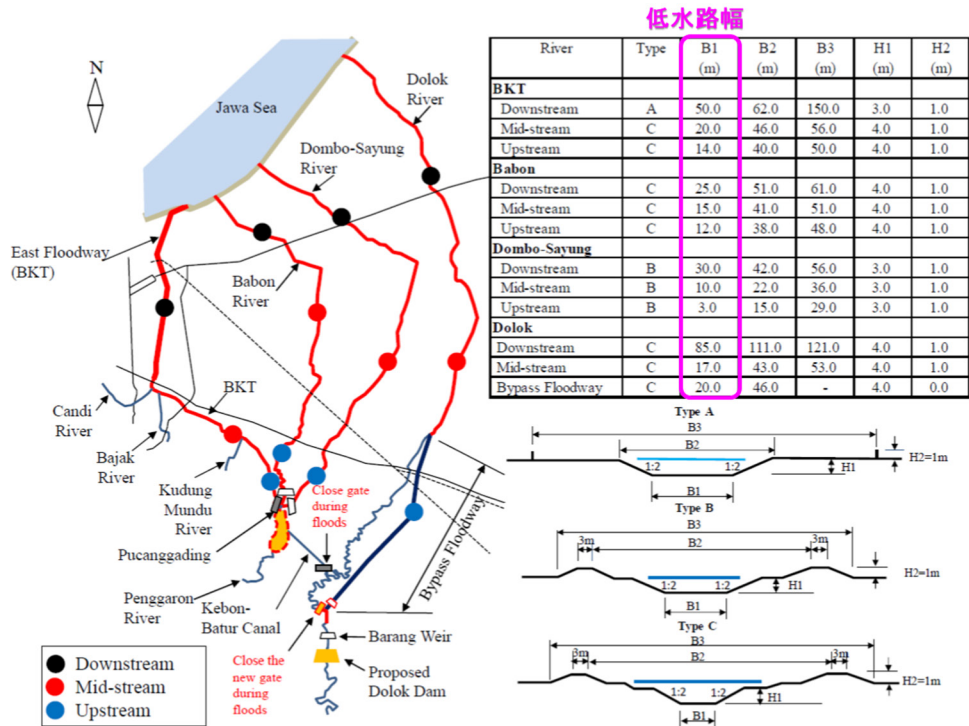 低水路幅
River Type B1 (m) B2 (m) B3 (m) H1 (m) H2 (m)
BKT
Downstream A 50.0 62.0 150.0 3.0 1.0
Mid-stream C 20.0 46.0 56.0 4.0 1.0
Upstream C 14.0 40.0 50.0 4.0 1.0
Babon
Downstream C 25.0 51.0 61.0 4.0 1.0
Mid-stream C 15.0 41.0 51.0 4.0 1.0
Upstream C 12.0 38.0 48.0 4.0 1.0
Dombo-Sayung
Downstream B 30.0 42.0 56.0 3.0 1.0
Mid-stream B 10.0 22.0 36.0 3.0 1.0
Upstream B 3.0 15.0 29.0 3.0 1.0
Dolok
Downstream C 85.0 111.0 121.0 4.0 1.0
Mid-stream C 17.0 43.0 53.0 4.0 1.0
Bypass Floodway C 20.0 46.0 - 4.0 0.0
N
Jawa Sea
Dolok
River
Dombo-Sayung
River
East Floodway
(BKT)
Babon
River
BKT
Candi
River
Bajak
River
Kudung
Mundu
River
Pucanggading
Close gate
during
floods
Bypass Floodway
Penggaron
River
Kebon-
Batur Canal
Close the
new gate
during
floods
Barang Weir
Proposed
Dolok Dam
Downstream
Mid-stream
Upstream
Type A
B3
B2
H2=1m
1:2 1:2 H1
B1
Type B
B3
3m B2 3m
H2=1m
1:2 1:2 H1
B1
Type C
B3
3m B2 3m
H2=1m
1:2 1:2 H1
B1